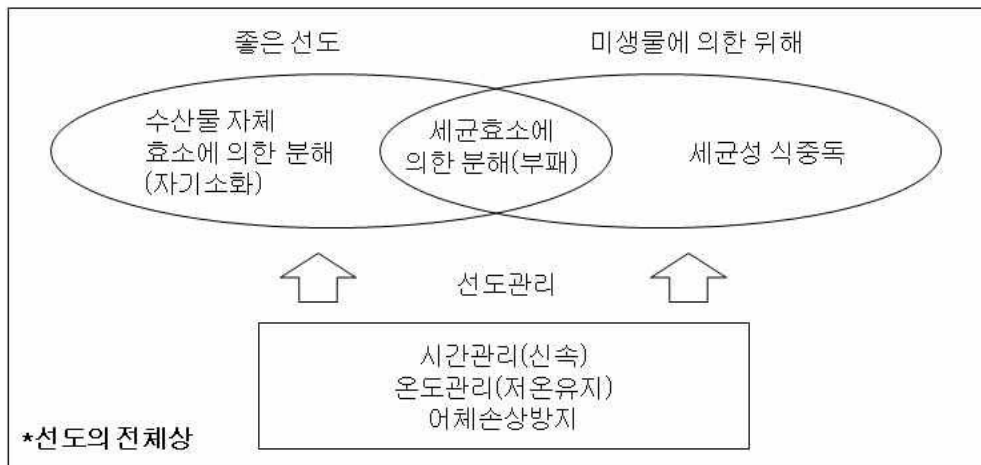 좋은 선도
미생물에 의한 위해
수산물 자체
효소에 의한 분해
(자기소화)
세균효소에
의한 분해(부패)
세균성 식중독
선도관리
시간관리(신속)
온도관리(저온유지)
어체손상방지
*선도의 전체상